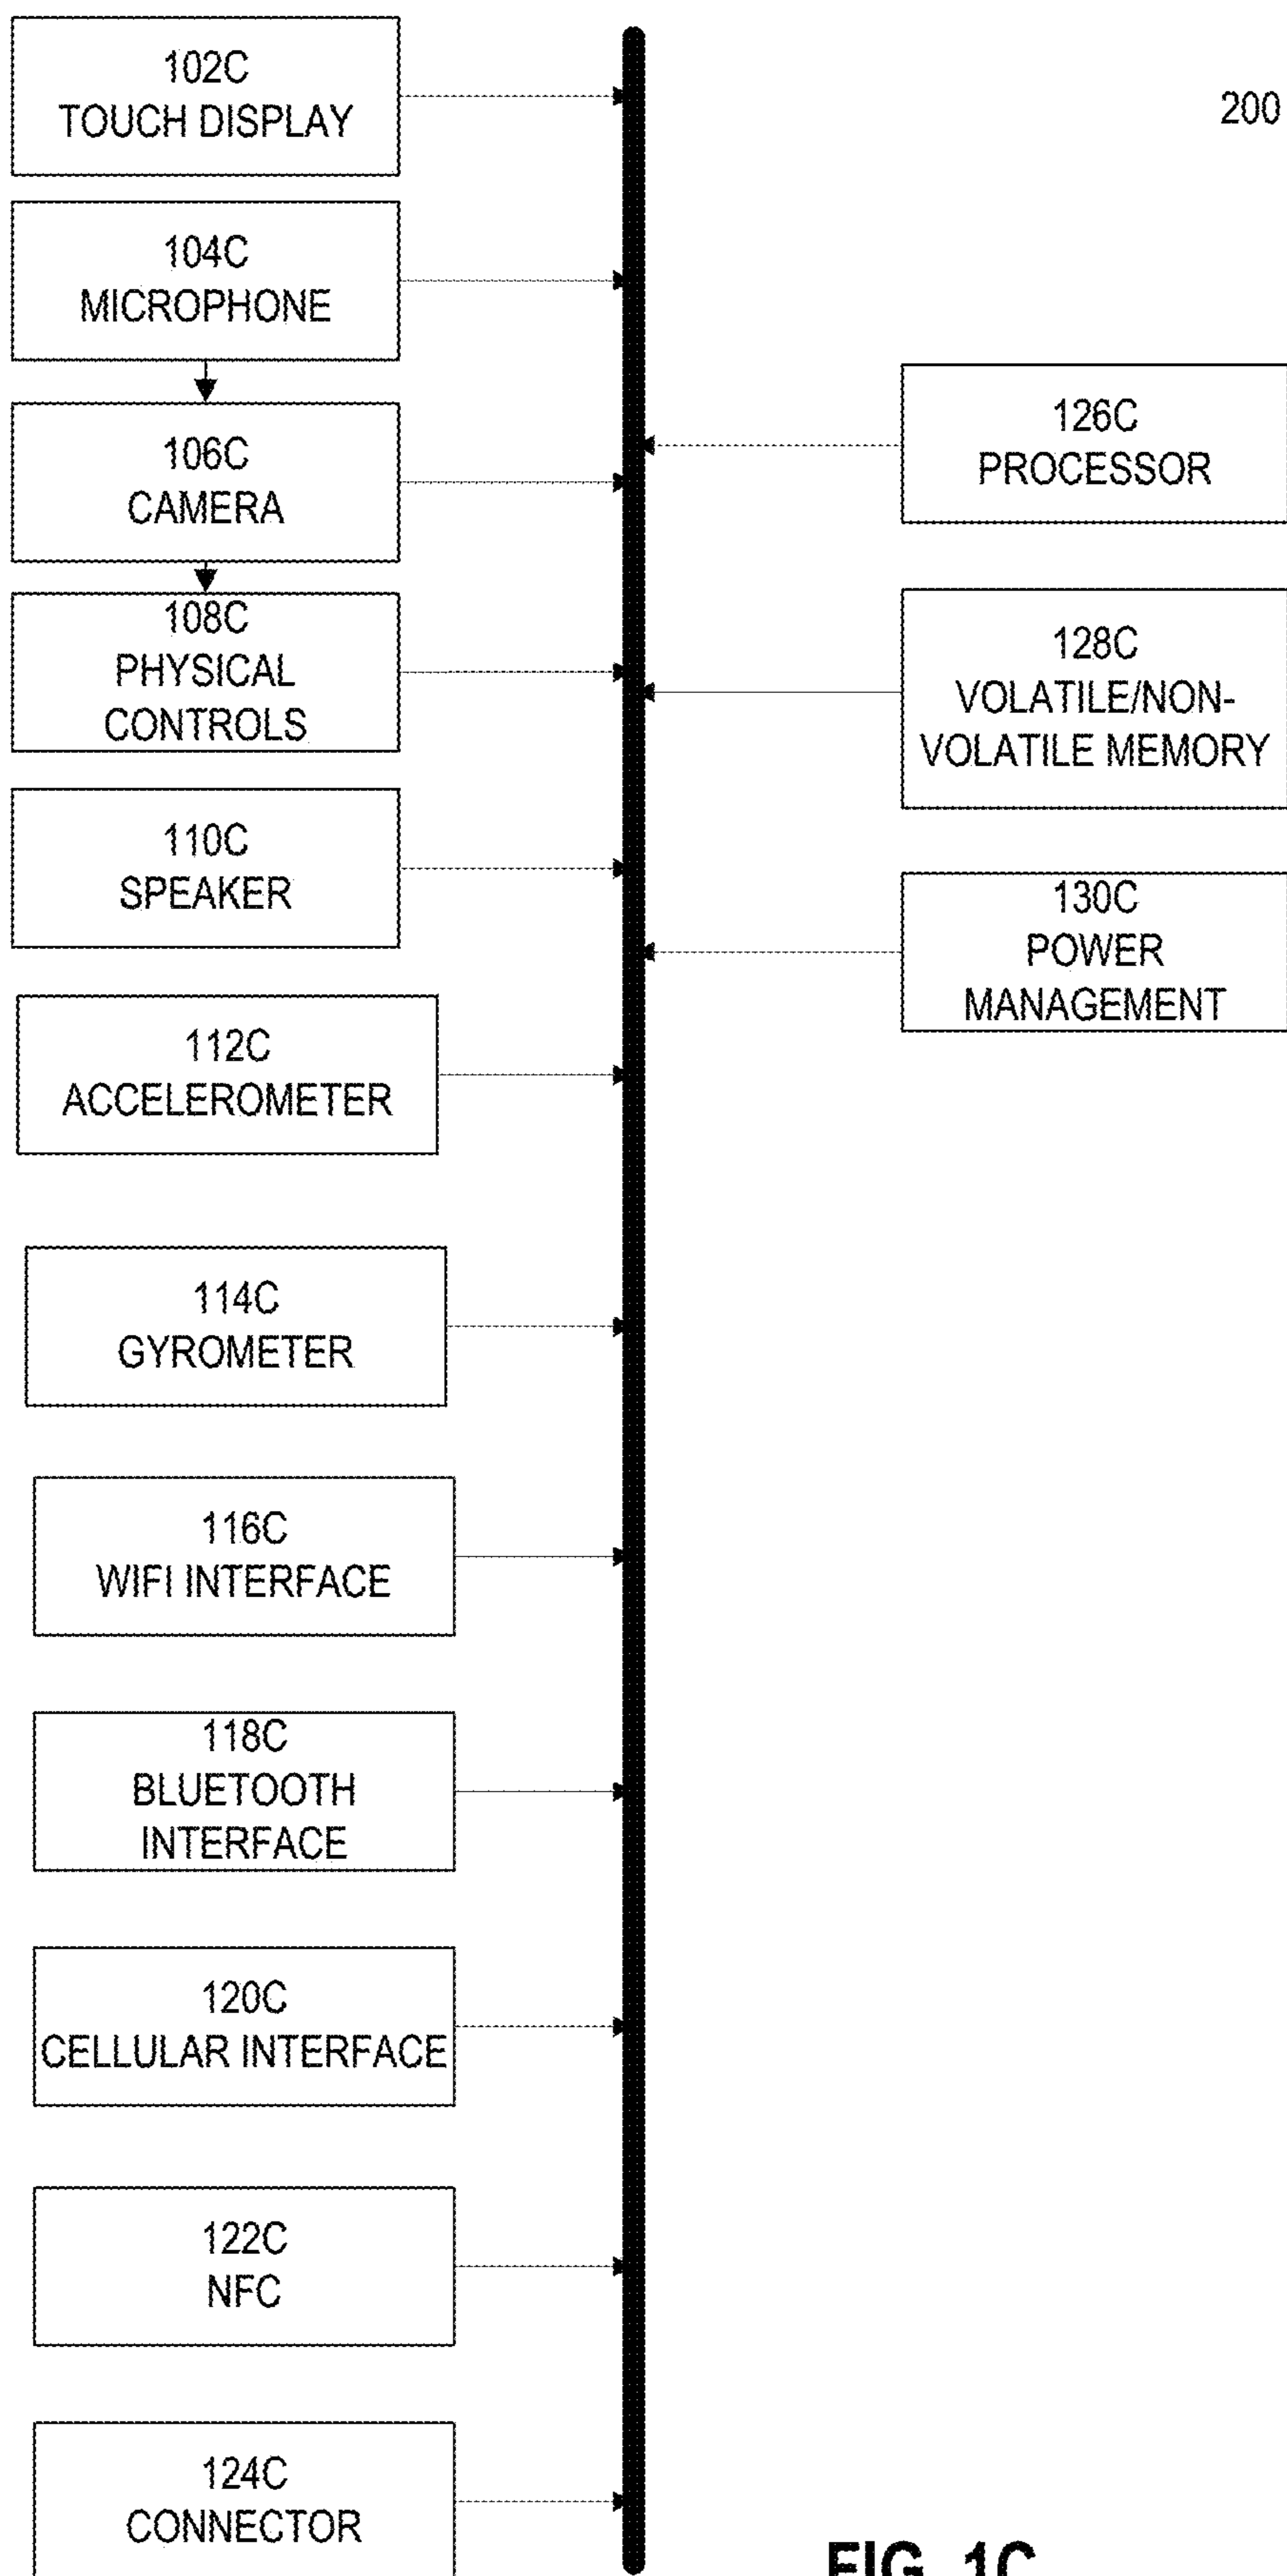 102C
TOUCH DISPLAY
200
104C
MICROPHONE
106C
CAMERA
126C
PROCESSOR
108C
PHYSICAL
CONTROLS
128C
VOLATILE/NON-
VOLATILE MEMORY
110C
SPEAKER
130C
POWER
MANAGEMENT
112C
ACCELEROMETER
114C
GYROMETER
116C
WIFI INTERFACE
118C
BLUETOOTH
INTERFACE
120C
CELLULAR INTERFACE
122C
NFC
124C
CONNECTOR
FIG. 1C